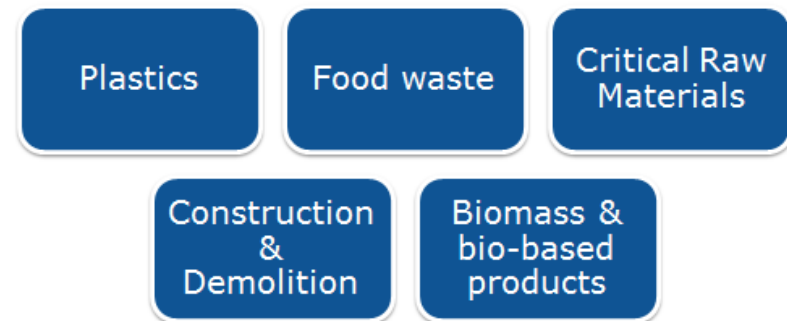 Plastics
Food waste
Critical Raw
Materials
Construction
&
Demolition
Biomass &
bio-based
products